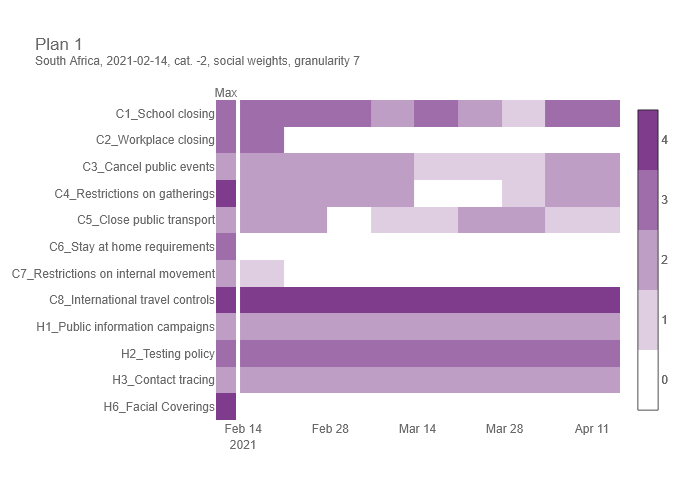 Plan 1
South Africa, 2021-02-14, cat. -2, social weights, granularity 7
Max
C1_School closing
C2_Workplace closing
C3_Cancel public events
C4_Restrictions on gatherings
C5_Close public transport
C6_Stay at home requirements
C7_Restrictions on internal movement
C8_International travel controls
H1_Public information campaigns
H2_Testing policy
H3_Contact tracing
H6_Facial Coverings
Feb 14 Feb 28 Mar 14 Mar 28 Apr 11
2021
4
3
2
1
0